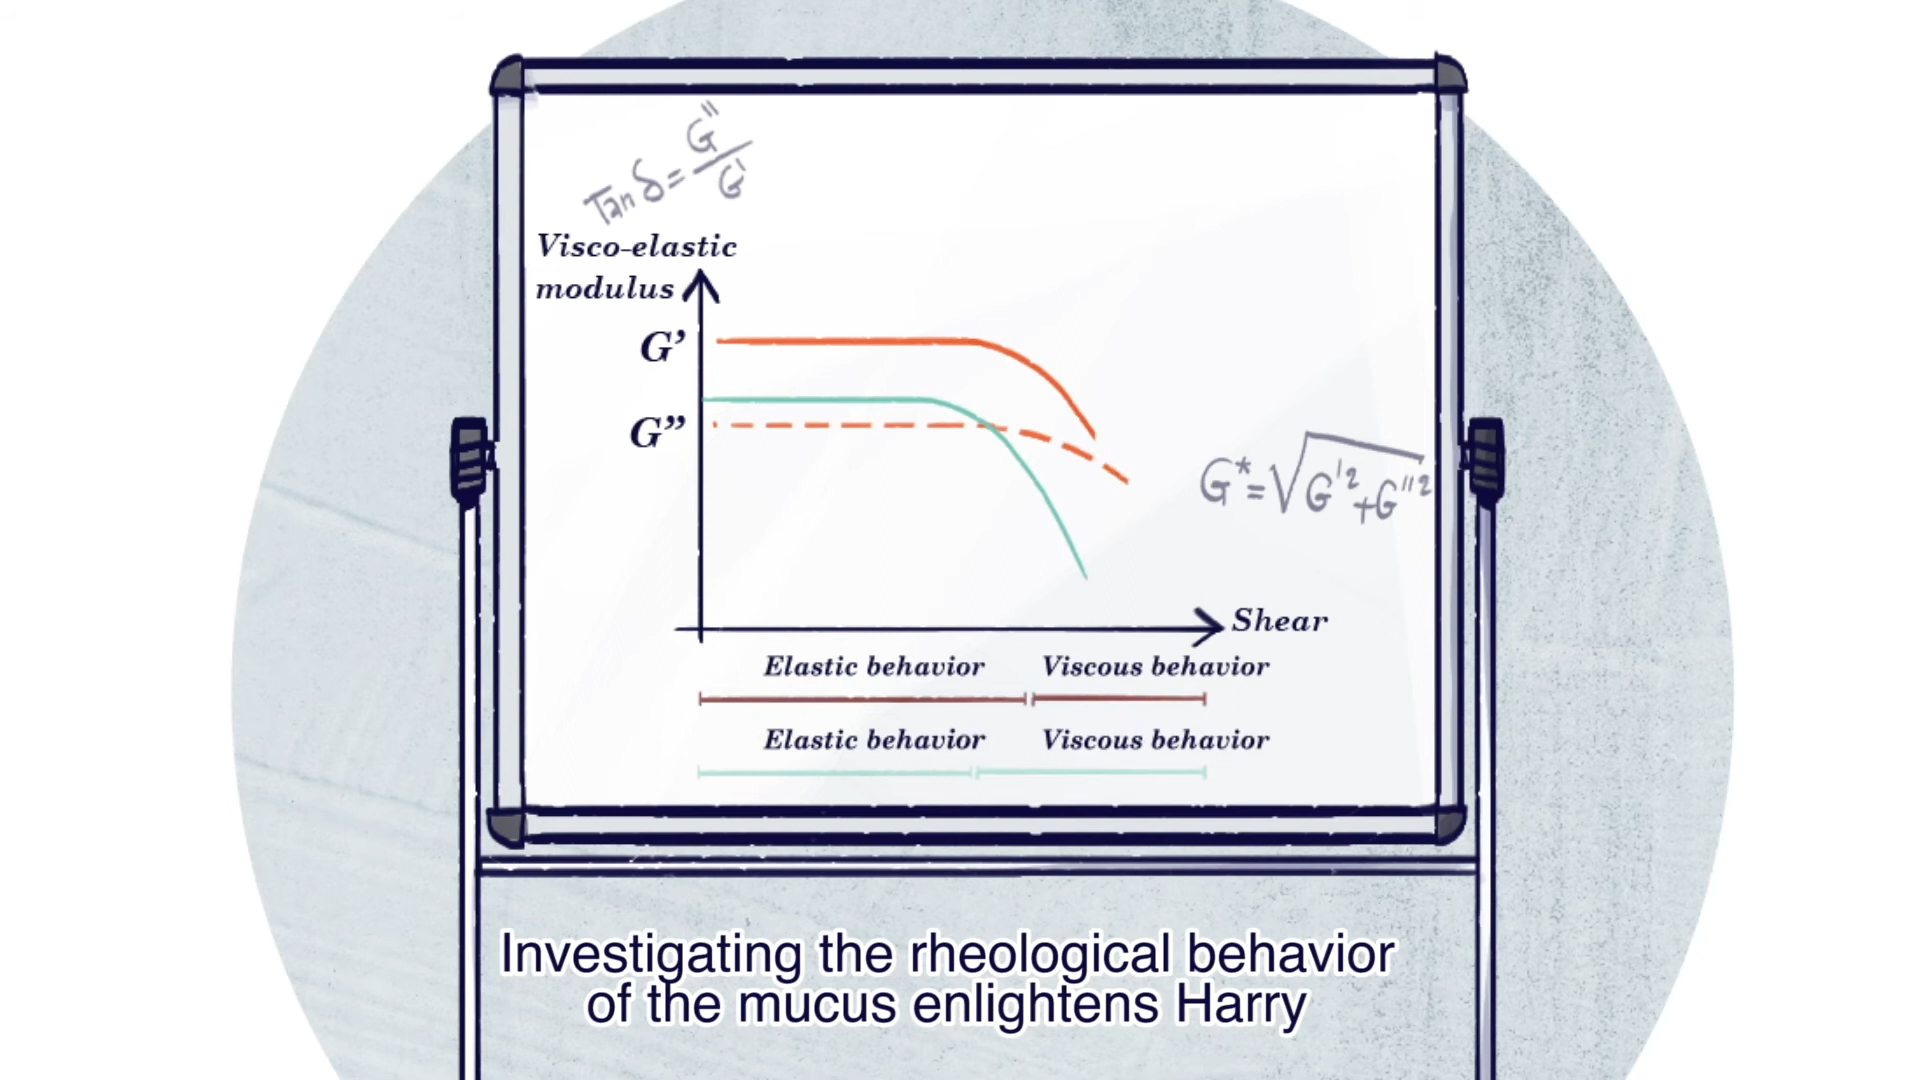 Tan δ = G"/G'
Visco-elastic
modulus
G’
G”
G* = √G'²+G"²
Shear
Elastic behavior Viscous behavior
Elastic behavior Viscous behavior
Investigating the rheological behavior
of the mucus enlightens Harry